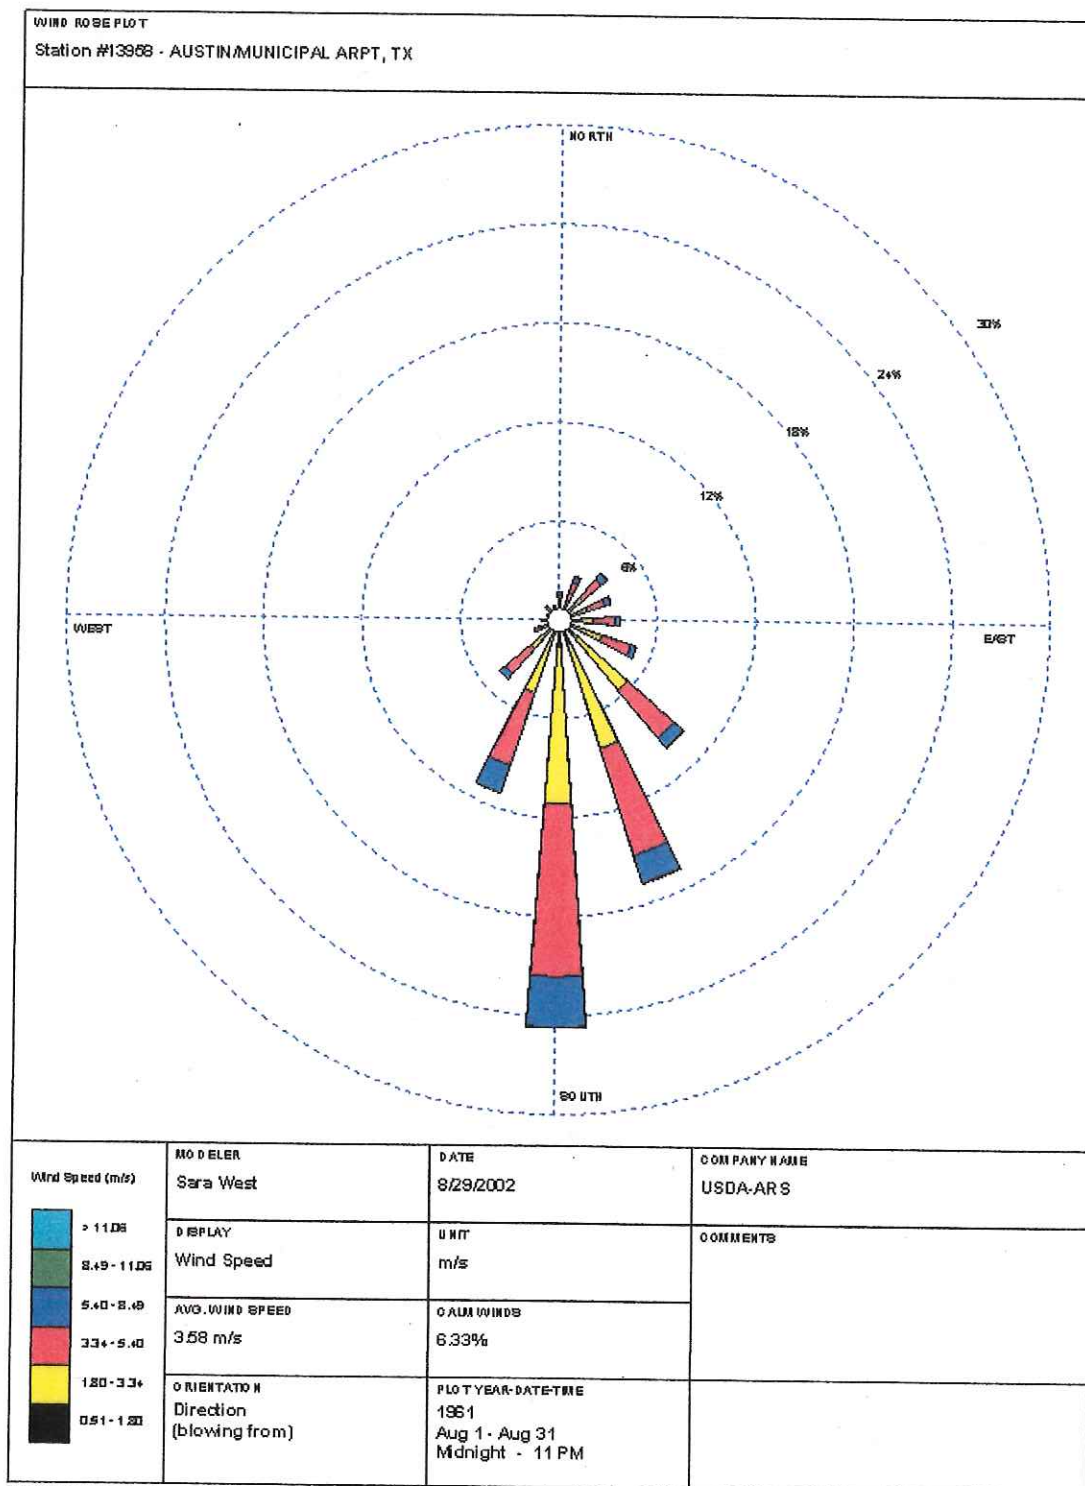 WIND ROSE PLOT
Station #13958 - AUSTIN/MUNICIPAL ARPT, TX
NORTH
30%
24%
18%
12%
6%
WEST
EAST
SOUTH
Wind Speed (m/s)
> 11.06
8.49 - 11.06
5.40 - 8.49
3.34 - 5.40
1.80 - 3.34
0.51 - 1.80
MODELER
Sara West
DATE
8/29/2002
COMPANY NAME
USDA-ARS
DISPLAY
Wind Speed
UNIT
m/s
COMMENTS
AVG. WIND SPEED
3.58 m/s
CALM WINDS
6.33%
ORIENTATION
Direction
(blowing from)
PLOT YEAR-DATE-TIME
1961
Aug 1 - Aug 31
Midnight - 11 PM